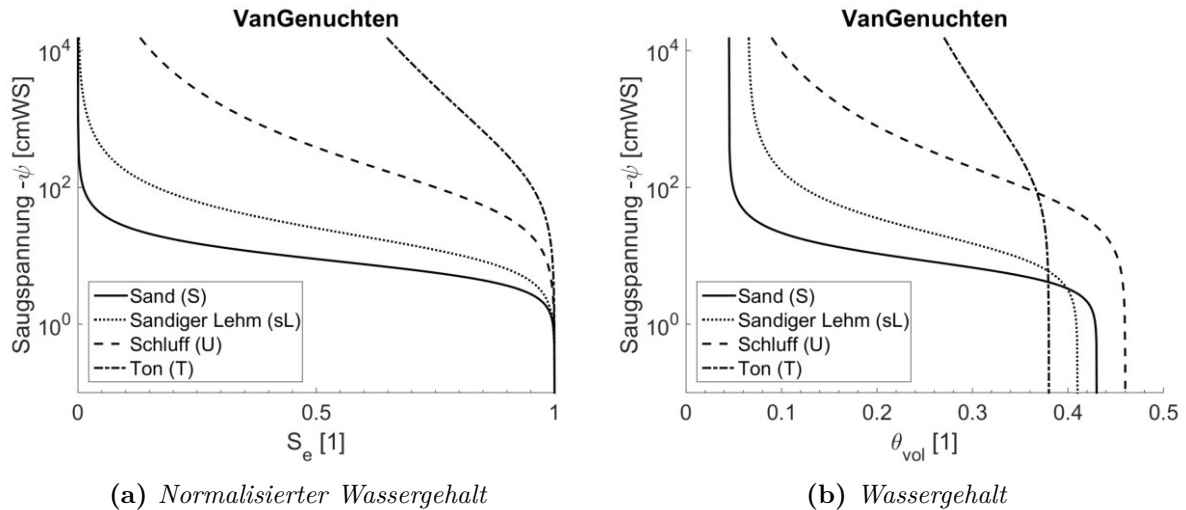 VanGenuchten
Saugspannung -ψ [cmWS]
10^4
10^2
10^0
Sand (S)
Sandiger Lehm (sL)
Schluff (U)
Ton (T)
0 0.5 1
S_e [1]
(a) Normalisierter Wassergehalt
VanGenuchten
Saugspannung -ψ [cmWS]
10^4
10^2
10^0
Sand (S)
Sandiger Lehm (sL)
Schluff (U)
Ton (T)
0 0.1 0.2 0.3 0.4 0.5
θ_vol [1]
(b) Wassergehalt